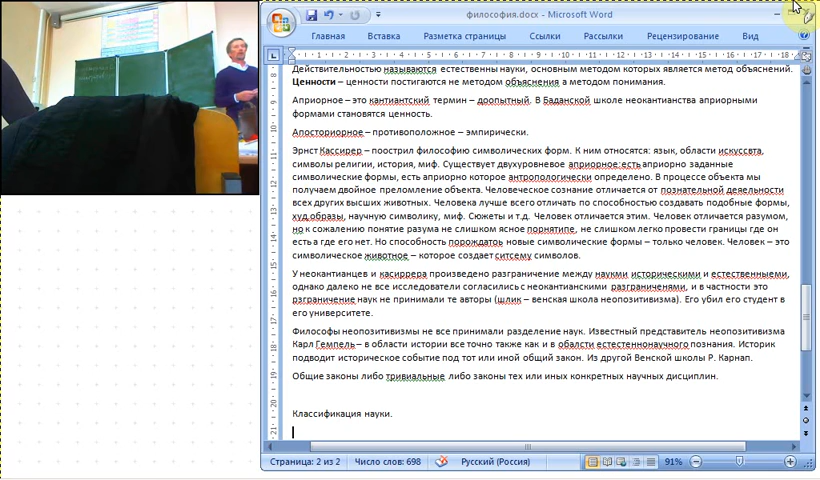 философия.docx - Microsoft Word
Главная Вставка Разметка страницы Ссылки Рассылки Рецензирование Вид
Действительностью называются естественны науки, основным методом которых является метод объяснений.
Ценности – ценности постигаются не методом объяснения а методом понимания.
Априорное – это кантиантский термин – доопытный. В Баданской школе неокантианства априорными
формами становятся ценность.
Апосториорное – противоположное – эмпирически.
Эрнст Кассирер – поострил философию символических форм. К ним относятся: язык, области искуссвта,
символы религии, история, миф. Существует двухуровневое априорное:есть априорно заданные
символические формы, есть априорно которое антропологически определено. В процессе объекта мы
получаем двойное преломление объекта. Человеческое сознание отличается от познательной деяельности
всех других высших животных. Человека лучше всего отличать по способностью создавать подобные формы,
худ.образы, научную символику, миф. Сюжеты и т.д. Человек отличается этим. Человек отличается разумом,
но к сожалению понятие разума не слишком ясное порнятипе, не слишком легко провести границы где он
есть а где его нет. Но способность порождатоь новые символические формы – только человек. Человек – это
символическое животное – которое создает ситсему символов.
У неокантианцев и касиррера произведено разграничение между наукми историческими и естественныеми,
однако далеко не все исследователи согласились с неокантианскими разграниченями, и в частности это
рзграничение наук не принимали те авторы (шлик – венская школа неопозитивизма). Его убил его студент в
его университете.
Философы неопозитивизмы не все принимали разделение наук. Известный представитель неопозитивизма
Карл Гемпель – в области истории все точно также как и в обалсти естестеннонаучного познания. Историк
подводит историческое событие под тот или иной общий закон. Из другой Венской школы Р. Карнап.
Общие законы либо тривиальные либо законы тех или иных конкретных научных дисциплин.
Классификация науки.
Страница: 2 из 2 Число слов: 698 Русский (Россия) 91%